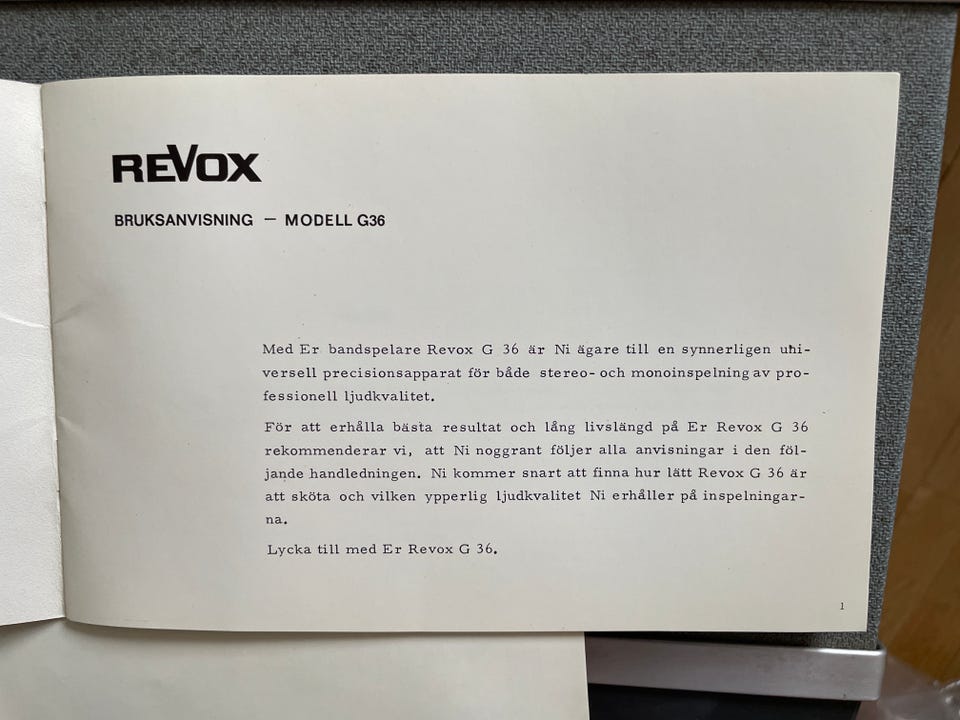 REVOX
BRUKSANVISNING — MODELL G36
Med Er bandspelare Revox G 36 är Ni ägare till en synnerligen uni-
versell precisionsapparat för både stereo- och monoinspelning av pro-
fessionell ljudkvalitet.
För att erhålla bästa resultat och lång livslängd på Er Revox G 36
rekommenderar vi, att Ni noggrant följer alla anvisningar i den föl-
jande handledningen. Ni kommer snart att finna hur lätt Revox G 36 är
att sköta och vilken ypperlig ljudkvalitet Ni erhåller på inspelningar-
na.
Lycka till med Er Revox G 36.
1